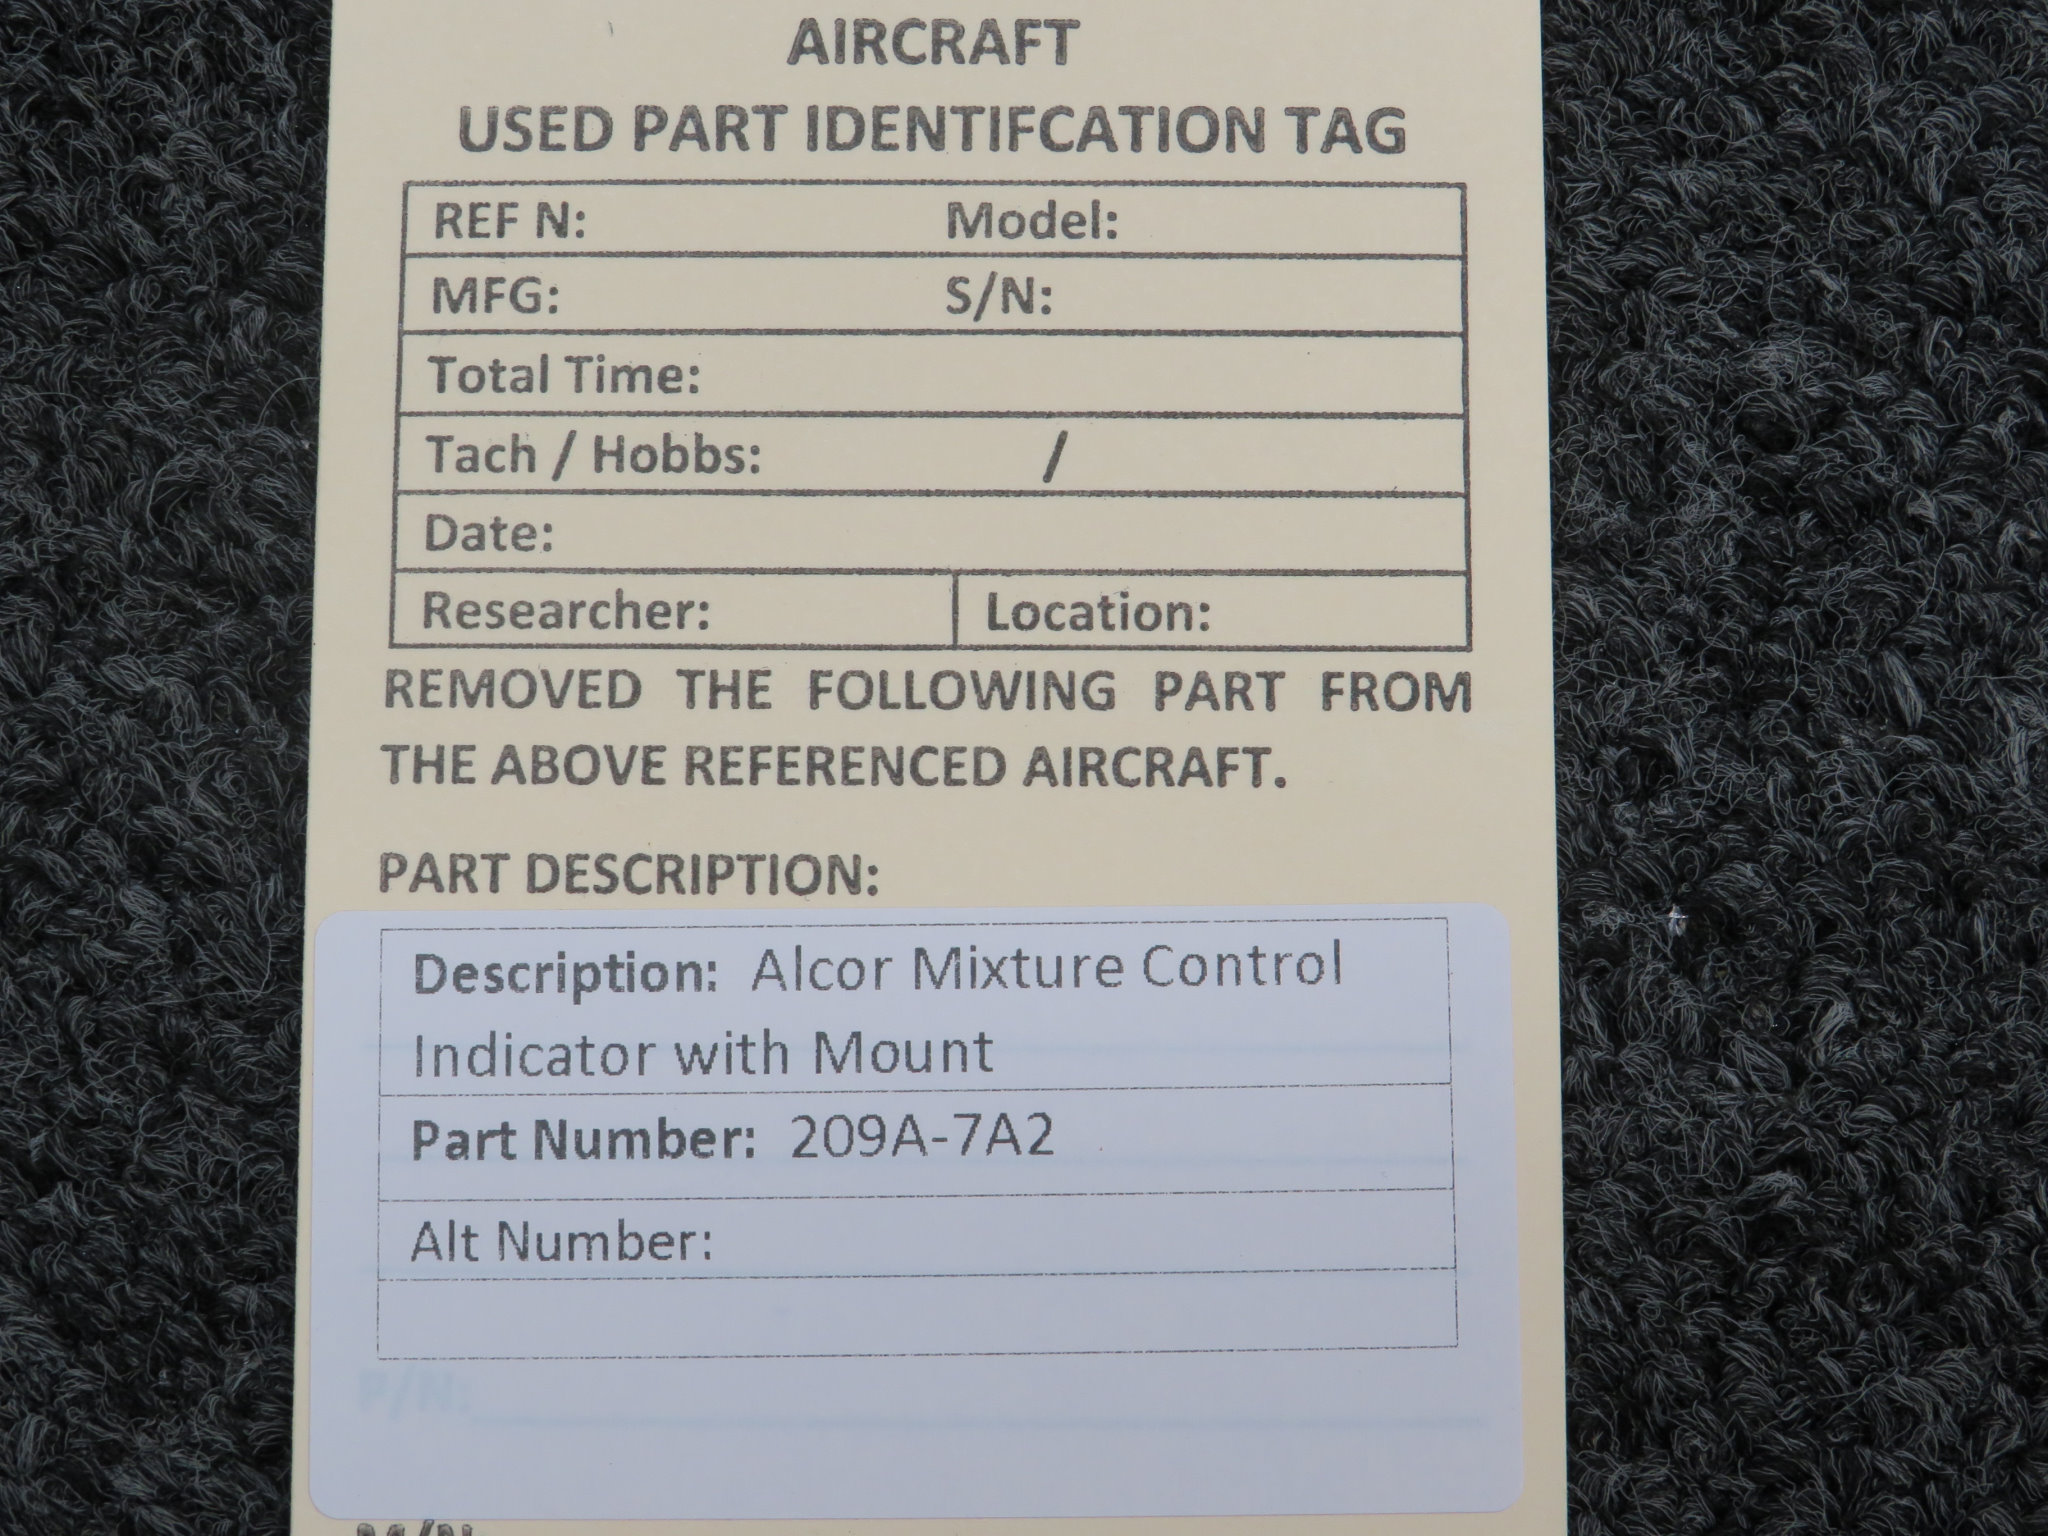 AIRCRAFT
USED PART IDENTIFCATION TAG
REF N: Model:
MFG: S/N:
Total Time:
Tach / Hobbs: /
Date:
Researcher: Location:
REMOVED THE FOLLOWING PART FROM
THE ABOVE REFERENCED AIRCRAFT.
PART DESCRIPTION:
Description: Alcor Mixture Control
Indicator with Mount
Part Number: 209A-7A2
Alt Number:
P/N: